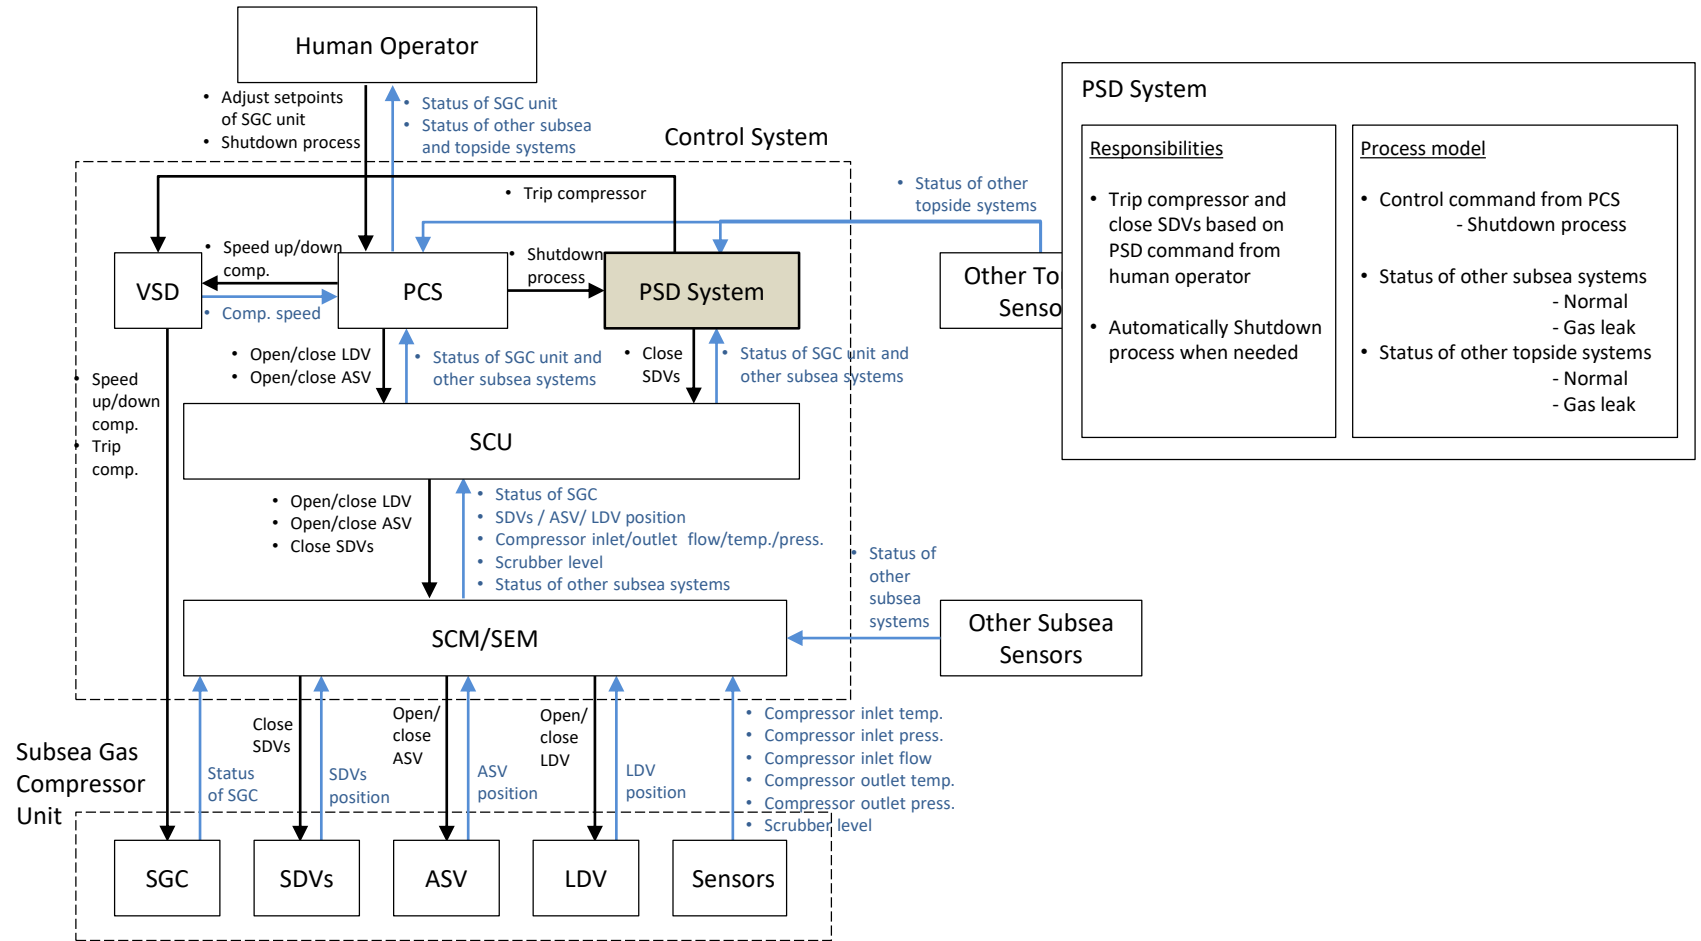 Human Operator
• Adjust setpoints
of SGC unit
• Shutdown process
• Status of SGC unit
• Status of other subsea
and topside systems
Control System
• Trip compressor
• Status of other
topside systems
• Speed up/down
comp.
• Shutdown
process
VSD
PCS
PSD System
Other To
Senso
• Comp. speed
• Open/close LDV
• Open/close ASV
• Status of SGC unit and
other subsea systems
• Close
SDVs
• Status of SGC unit and
other subsea systems
• Speed
up/down
comp.
• Trip
comp.
SCU
• Open/close LDV
• Open/close ASV
• Close SDVs
• Status of SGC
• SDVs / ASV/ LDV position
• Compressor inlet/outlet flow/temp./press.
• Scrubber level
• Status of other subsea systems
• Status of
other
subsea
systems
SCM/SEM
Other Subsea
Sensors
Close
SDVs
Open/
close
ASV
Open/
close
LDV
• Compressor inlet temp.
• Compressor inlet press.
• Compressor inlet flow
• Compressor outlet temp.
• Compressor outlet press.
• Scrubber level
Status
of SGC
SDVs
position
ASV
position
LDV
position
Subsea Gas
Compressor
Unit
SGC
SDVs
ASV
LDV
Sensors
PSD System
Responsibilities
• Trip compressor and
close SDVs based on
PSD command from
human operator
• Automatically Shutdown
process when needed
Process model
• Control command from PCS
- Shutdown process
• Status of other subsea systems
- Normal
- Gas leak
• Status of other topside systems
- Normal
- Gas leak